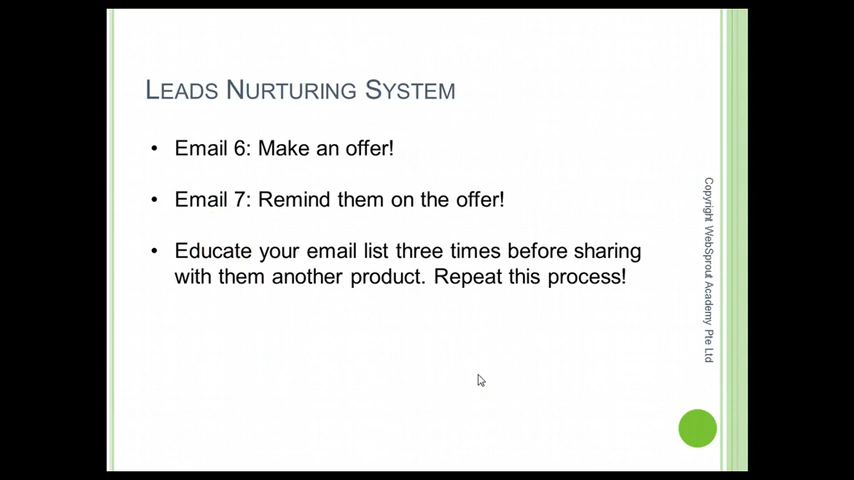 LEADS NURTURING SYSTEM
• Email 6: Make an offer!
• Email 7: Remind them on the offer!
• Educate your email list three times before sharing
with them another product. Repeat this process!
Copyright WebSprout Academy Pte Ltd